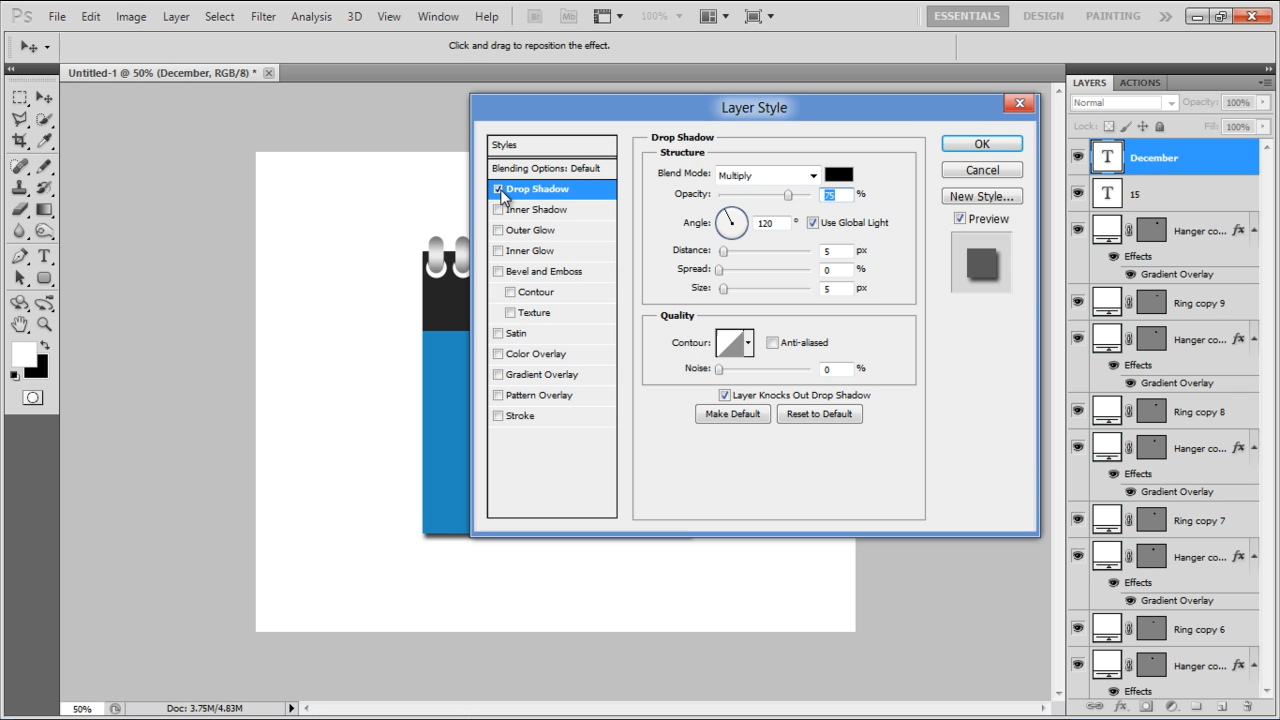 Ps File Edit Image Layer Select Filter Analysis 3D View Window Help Br Mb 100% ESSENTIALS DESIGN PAINTING
Click and drag to reposition the effect.
Untitled-1 @ 50% (December, RGB/8) *
Layer Style
Styles
Blending Options: Default
Drop Shadow
Inner Shadow
Outer Glow
Inner Glow
Bevel and Emboss
Contour
Texture
Satin
Color Overlay
Gradient Overlay
Pattern Overlay
Stroke
Drop Shadow
Structure
Blend Mode: Multiply
Opacity: 75 %
Angle: 120 ° Use Global Light
Distance: 5 px
Spread: 0 %
Size: 5 px
Quality
Contour: Anti-aliased
Noise: 0 %
Layer Knocks Out Drop Shadow
Make Default Reset to Default
OK
Cancel
New Style...
Preview
LAYERS ACTIONS
Normal Opacity: 100%
Lock: Fill: 100%
T December
T 15
Hanger co... fx
Effects
Gradient Overlay
Ring copy 9
Hanger co... fx
Effects
Gradient Overlay
Ring copy 8
Hanger co... fx
Effects
Gradient Overlay
Ring copy 7
Hanger co... fx
Effects
Gradient Overlay
Ring copy 6
Hanger co... fx
Effects
50% Doc: 3.75M/4.83M